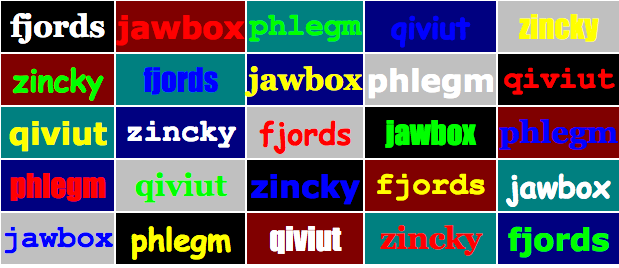 fjords jawbox phlegm qiviut zincky
zincky fjords jawbox phlegm qiviut
qiviut zincky fjords jawbox phlegm
phlegm qiviut zincky fjords jawbox
jawbox phlegm qiviut zincky fjords